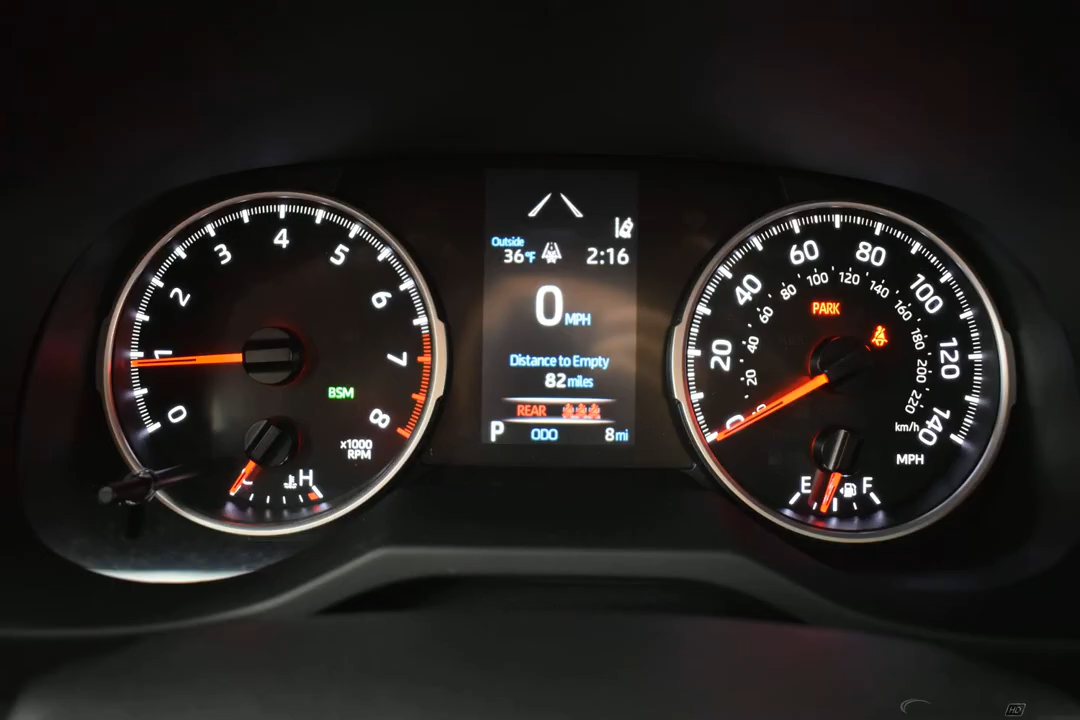 0
1
2
3
4
5
6
7
8
BSM
x1000
RPM
H
Outside
36°F
2:16
0 MPH
Distance to Empty
82 miles
REAR
P ODO 8 mi
0
20
40
60
80
100
120
140
20
40
60
80
100
120
140
160
180
200
220
km/h
MPH
PARK
E F
HD